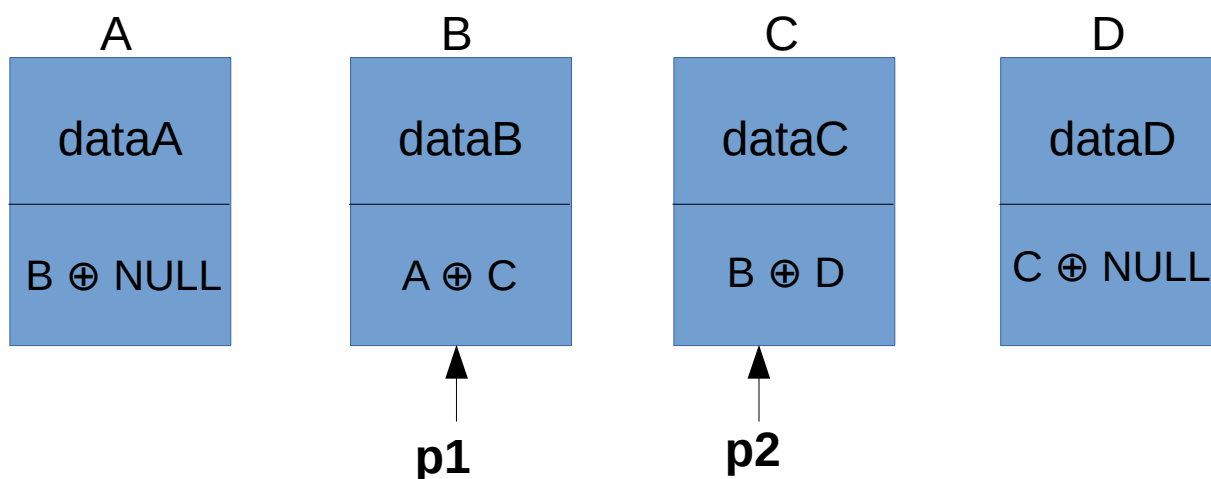 A B C D
dataA dataB dataC dataD
B ⊕ NULL A ⊕ C B ⊕ D C ⊕ NULL
p1 p2